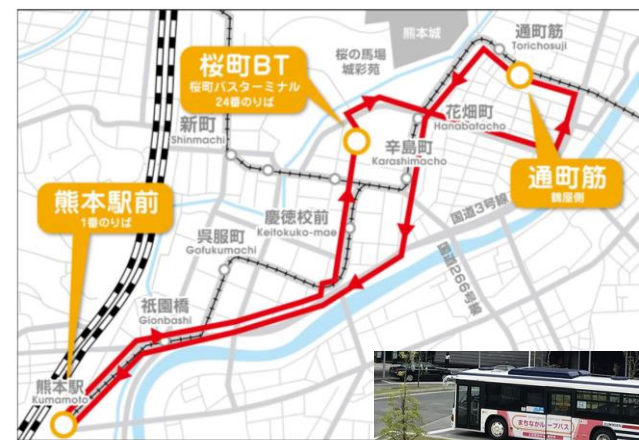 通町筋
Torichosuji
熊本城
桜の馬場
城彩苑
桜町BT
桜町バスターミナル
24番のりば
新町
Shinmachi
花畑町
Hanabatacho
辛島町
Karashimacho
通町筋
鶴屋側
熊本駅前
1番のりば
慶徳校前
Keitokuko-mae
呉服町
Gofukumachi
国道3号線
国道266号線
祇園橋
Gionbashi
熊本駅
Kumamoto
まちなかループバス